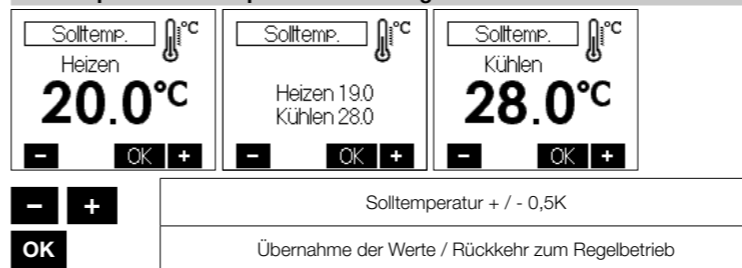 Solltemp. °C
Heizen
20.0°C
− OK +
Solltemp. °C
Heizen 19.0
Kühlen 28.0
− OK +
Solltemp. °C
Kühlen
28.0°C
− OK +
− + Solltemperatur + / - 0,5K
OK Übernahme der Werte / Rückkehr zum Regelbetrieb